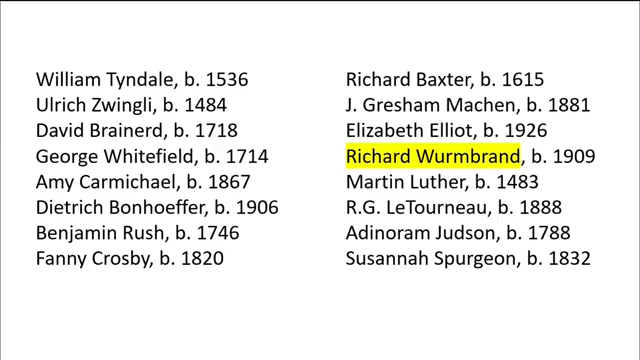 William Tyndale, b. 1536
Ulrich Zwingli, b. 1484
David Brainerd, b. 1718
George Whitefield, b. 1714
Amy Carmichael, b. 1867
Dietrich Bonhoeffer, b. 1906
Benjamin Rush, b. 1746
Fanny Crosby, b. 1820
Richard Baxter, b. 1615
J. Gresham Machen, b. 1881
Elizabeth Elliot, b. 1926
Richard Wurmbrand, b. 1909
Martin Luther, b. 1483
R.G. LeTourneau, b. 1888
Adinoram Judson, b. 1788
Susannah Spurgeon, b. 1832